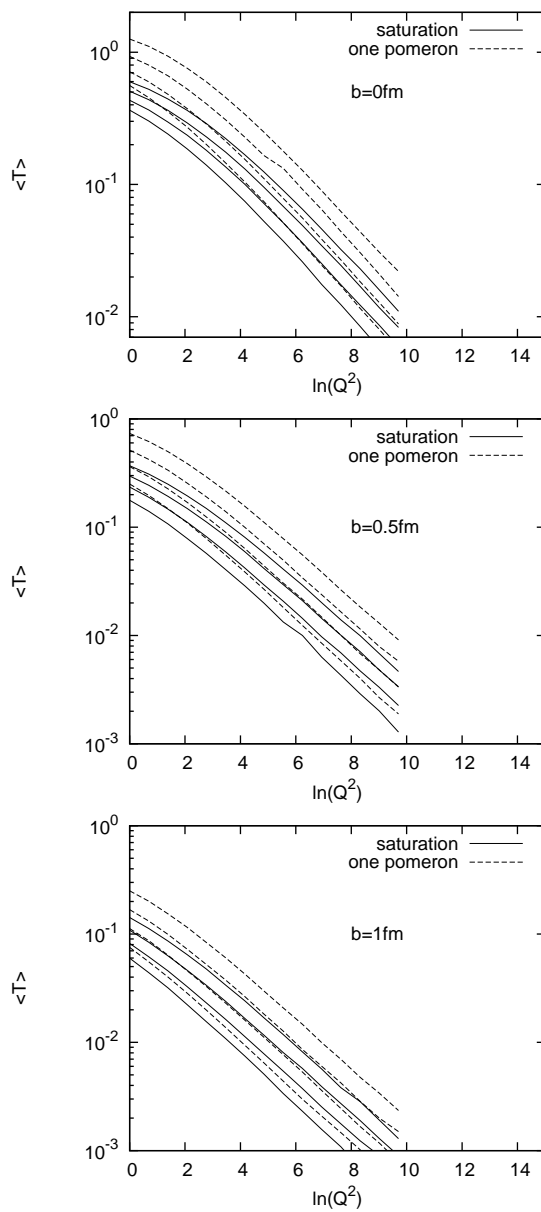 10^0
10^-1
10^-2
<T>
saturation
one pomeron
b=0fm
0 2 4 6 8 10 12 14
ln(Q^2)
10^0
10^-1
10^-2
10^-3
<T>
saturation
one pomeron
b=0.5fm
0 2 4 6 8 10 12 14
ln(Q^2)
10^0
10^-1
10^-2
10^-3
<T>
saturation
one pomeron
b=1fm
0 2 4 6 8 10 12 14
ln(Q^2)